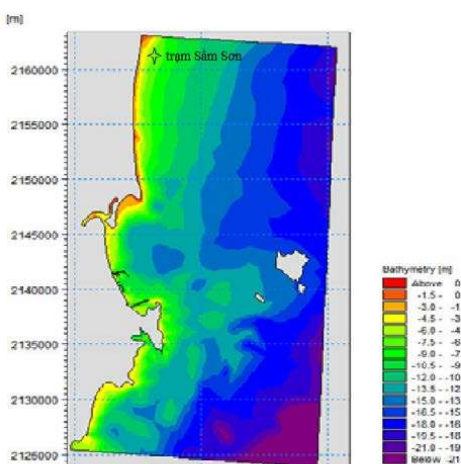 [m]
trạm Sầm Sơn
2160000
2155000
2150000
2145000
2140000
2135000
2130000
2125000
Bathymetry [m]
Above 0
-1.5 - 0
-3.0 - -1
-4.5 - -3
-6.0 - -4
-7.5 - -6
-9.0 - -7
-10.5 - -9
-12.0 - -10
-13.5 - -12
-15.0 - -13
-16.5 - -15
-18.0 - -16
-19.5 - -18
-21.0 - -19
Below -21